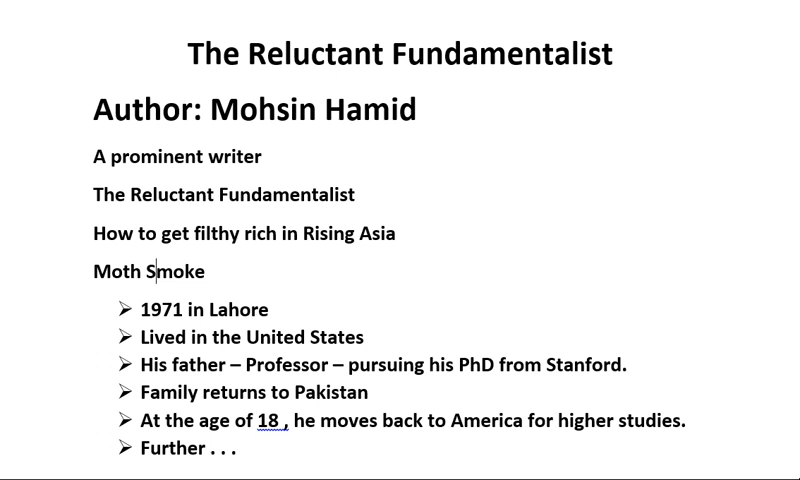 The Reluctant Fundamentalist
Author: Mohsin Hamid
A prominent writer
The Reluctant Fundamentalist
How to get filthy rich in Rising Asia
Moth Smoke
➢ 1971 in Lahore
➢ Lived in the United States
➢ His father – Professor – pursuing his PhD from Stanford.
➢ Family returns to Pakistan
➢ At the age of 18 , he moves back to America for higher studies.
➢ Further . . .